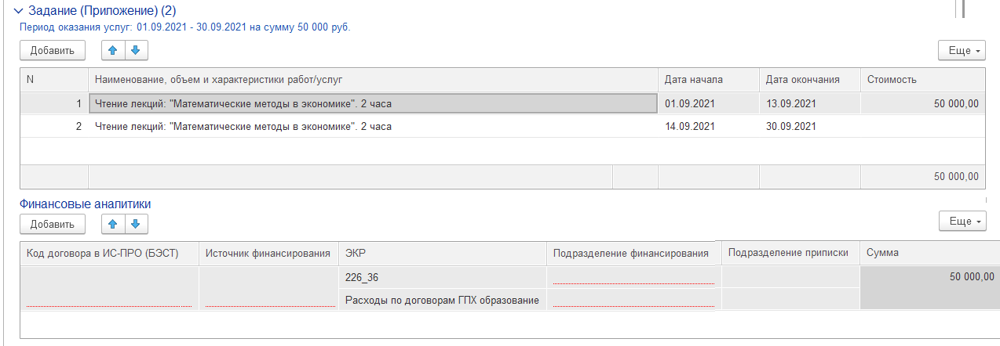 Задание (Приложение) (2)
Период оказания услуг: 01.09.2021 - 30.09.2021 на сумму 50 000 руб.
Добавить Еще
N Наименование, объем и характеристики работ/услуг Дата начала Дата окончания Стоимость
1 Чтение лекций: "Математические методы в экономике". 2 часа 01.09.2021 13.09.2021 50 000,00
2 Чтение лекций: "Математические методы в экономике". 2 часа 14.09.2021 30.09.2021
50 000,00
Финансовые аналитики
Добавить Еще
Код договора в ИС-ПРО (БЭСТ) Источник финансирования ЭКР Подразделение финансирования Подразделение приписки Сумма
226_36 50 000,00
Расходы по договорам ГПХ образование